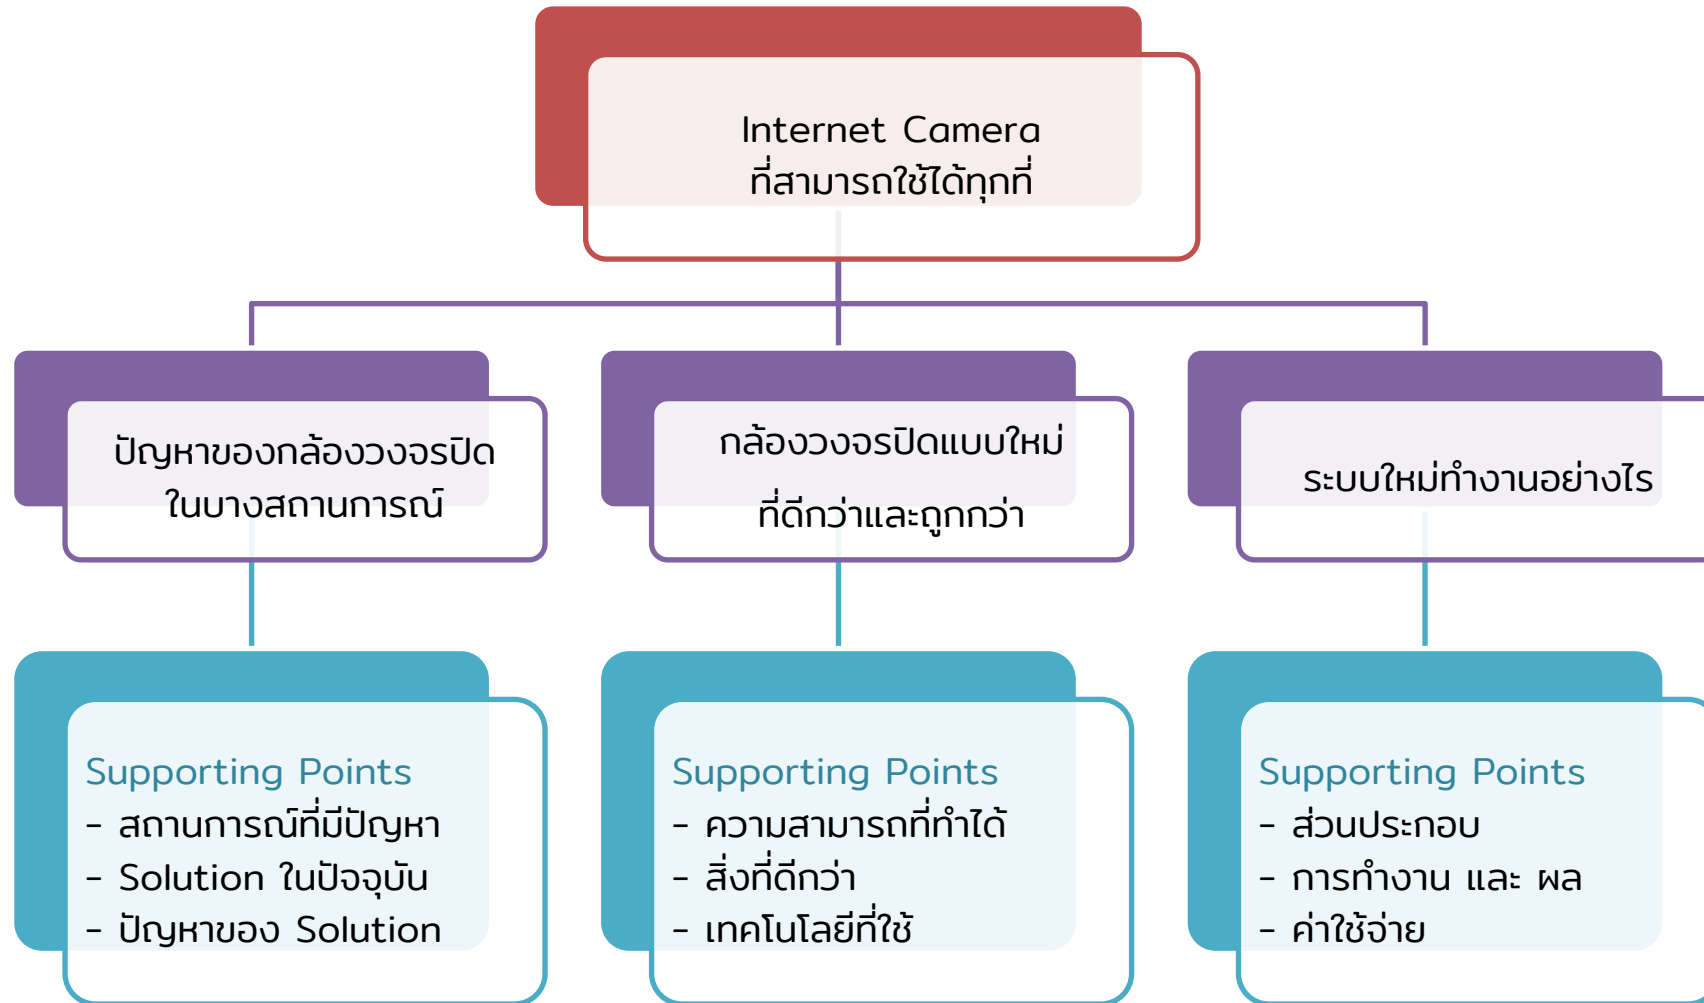 Internet Camera
ที่สามารถใช้ได้ทุกที่
ปัญหาของกล้องวงจรปิด
ในบางสถานการณ์
กล้องวงจรปิดแบบใหม่
ที่ดีกว่าและถูกกว่า
ระบบใหม่ทำงานอย่างไร
Supporting Points
- สถานการณ์ที่มีปัญหา
- Solution ในปัจจุบัน
- ปัญหาของ Solution
Supporting Points
- ความสามารถที่ทำได้
- สิ่งที่ดีกว่า
- เทคโนโลยีที่ใช้
Supporting Points
- ส่วนประกอบ
- การทำงาน และ ผล
- ค่าใช้จ่าย